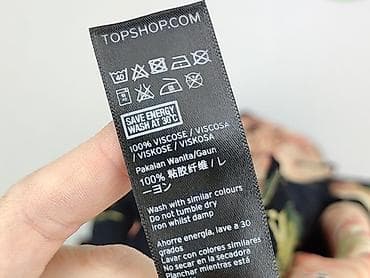 TOPSHOP.COM
40
SAVE ENERGY
WASH AT 30°C
100% VISCOSE / VISCOSA
/ VISKOSE / VISKOZA
Pakaian Wanita/Gaun
100% 粘胶纤维 / レ
ーヨン
Wash with similar colours
Do not tumble dry
Iron whilst damp
Ahorre energía, lave a 30
grados
Lavar con colores similares
No secar en la secadora
Planchar mientras está